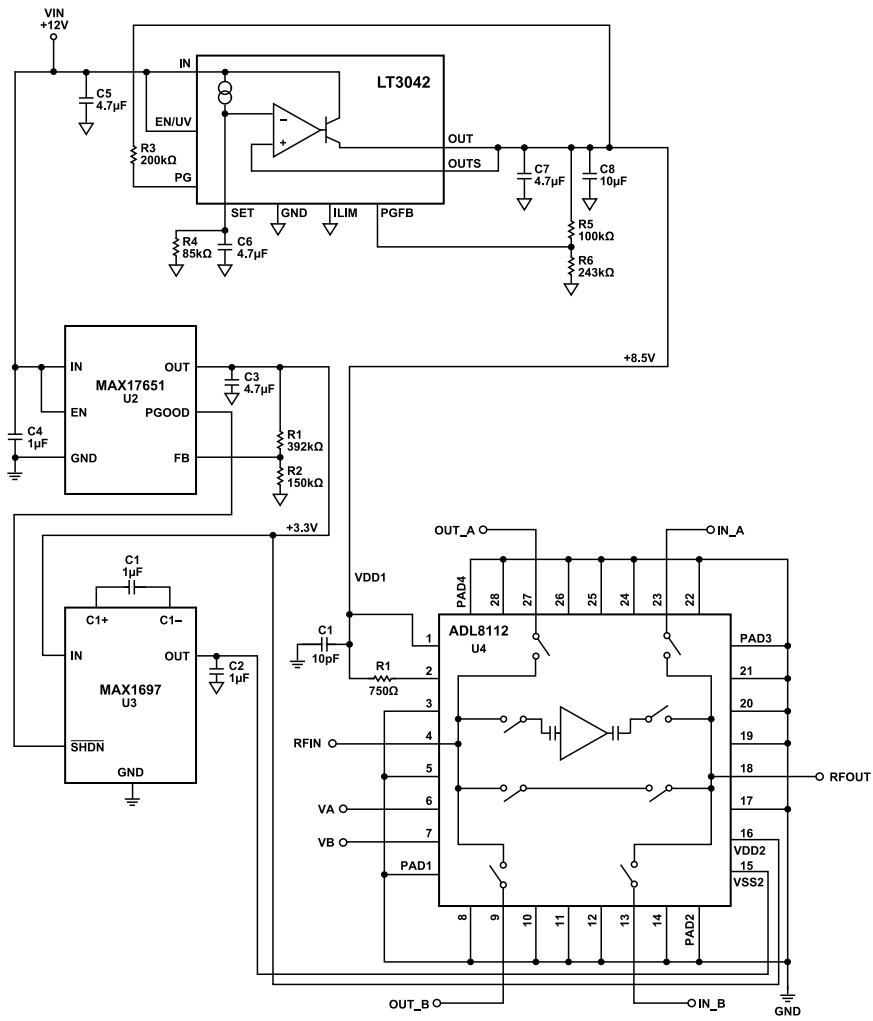 VIN
+12V
IN
LT3042
C5
4.7µF
EN/UV
R3
200kΩ
PG
OUT
OUTS
C7
4.7µF
C8
10µF
SET
GND
ILIM
PGFB
R4
85kΩ
C6
4.7µF
R5
100kΩ
R6
243kΩ
+8.5V
IN
OUT
MAX17651
U2
C3
4.7µF
EN
PGOOD
C4
1µF
R1
392kΩ
GND
FB
R2
150kΩ
+3.3V
C1
1µF
C1+
C1–
IN
OUT
C2
1µF
MAX1697
U3
SHDN
GND
OUT_A
IN_A
VDD1
PAD4
28
27
26
25
24
23
22
ADL8112
U4
C1
10pF
R1
750Ω
1
2
3
RFIN
4
5
VA
6
VB
7
PAD1
PAD3
21
20
19
18
RFOUT
17
16
VDD2
15
VSS2
8
9
10
11
12
13
14
PAD2
OUT_B
IN_B
GND